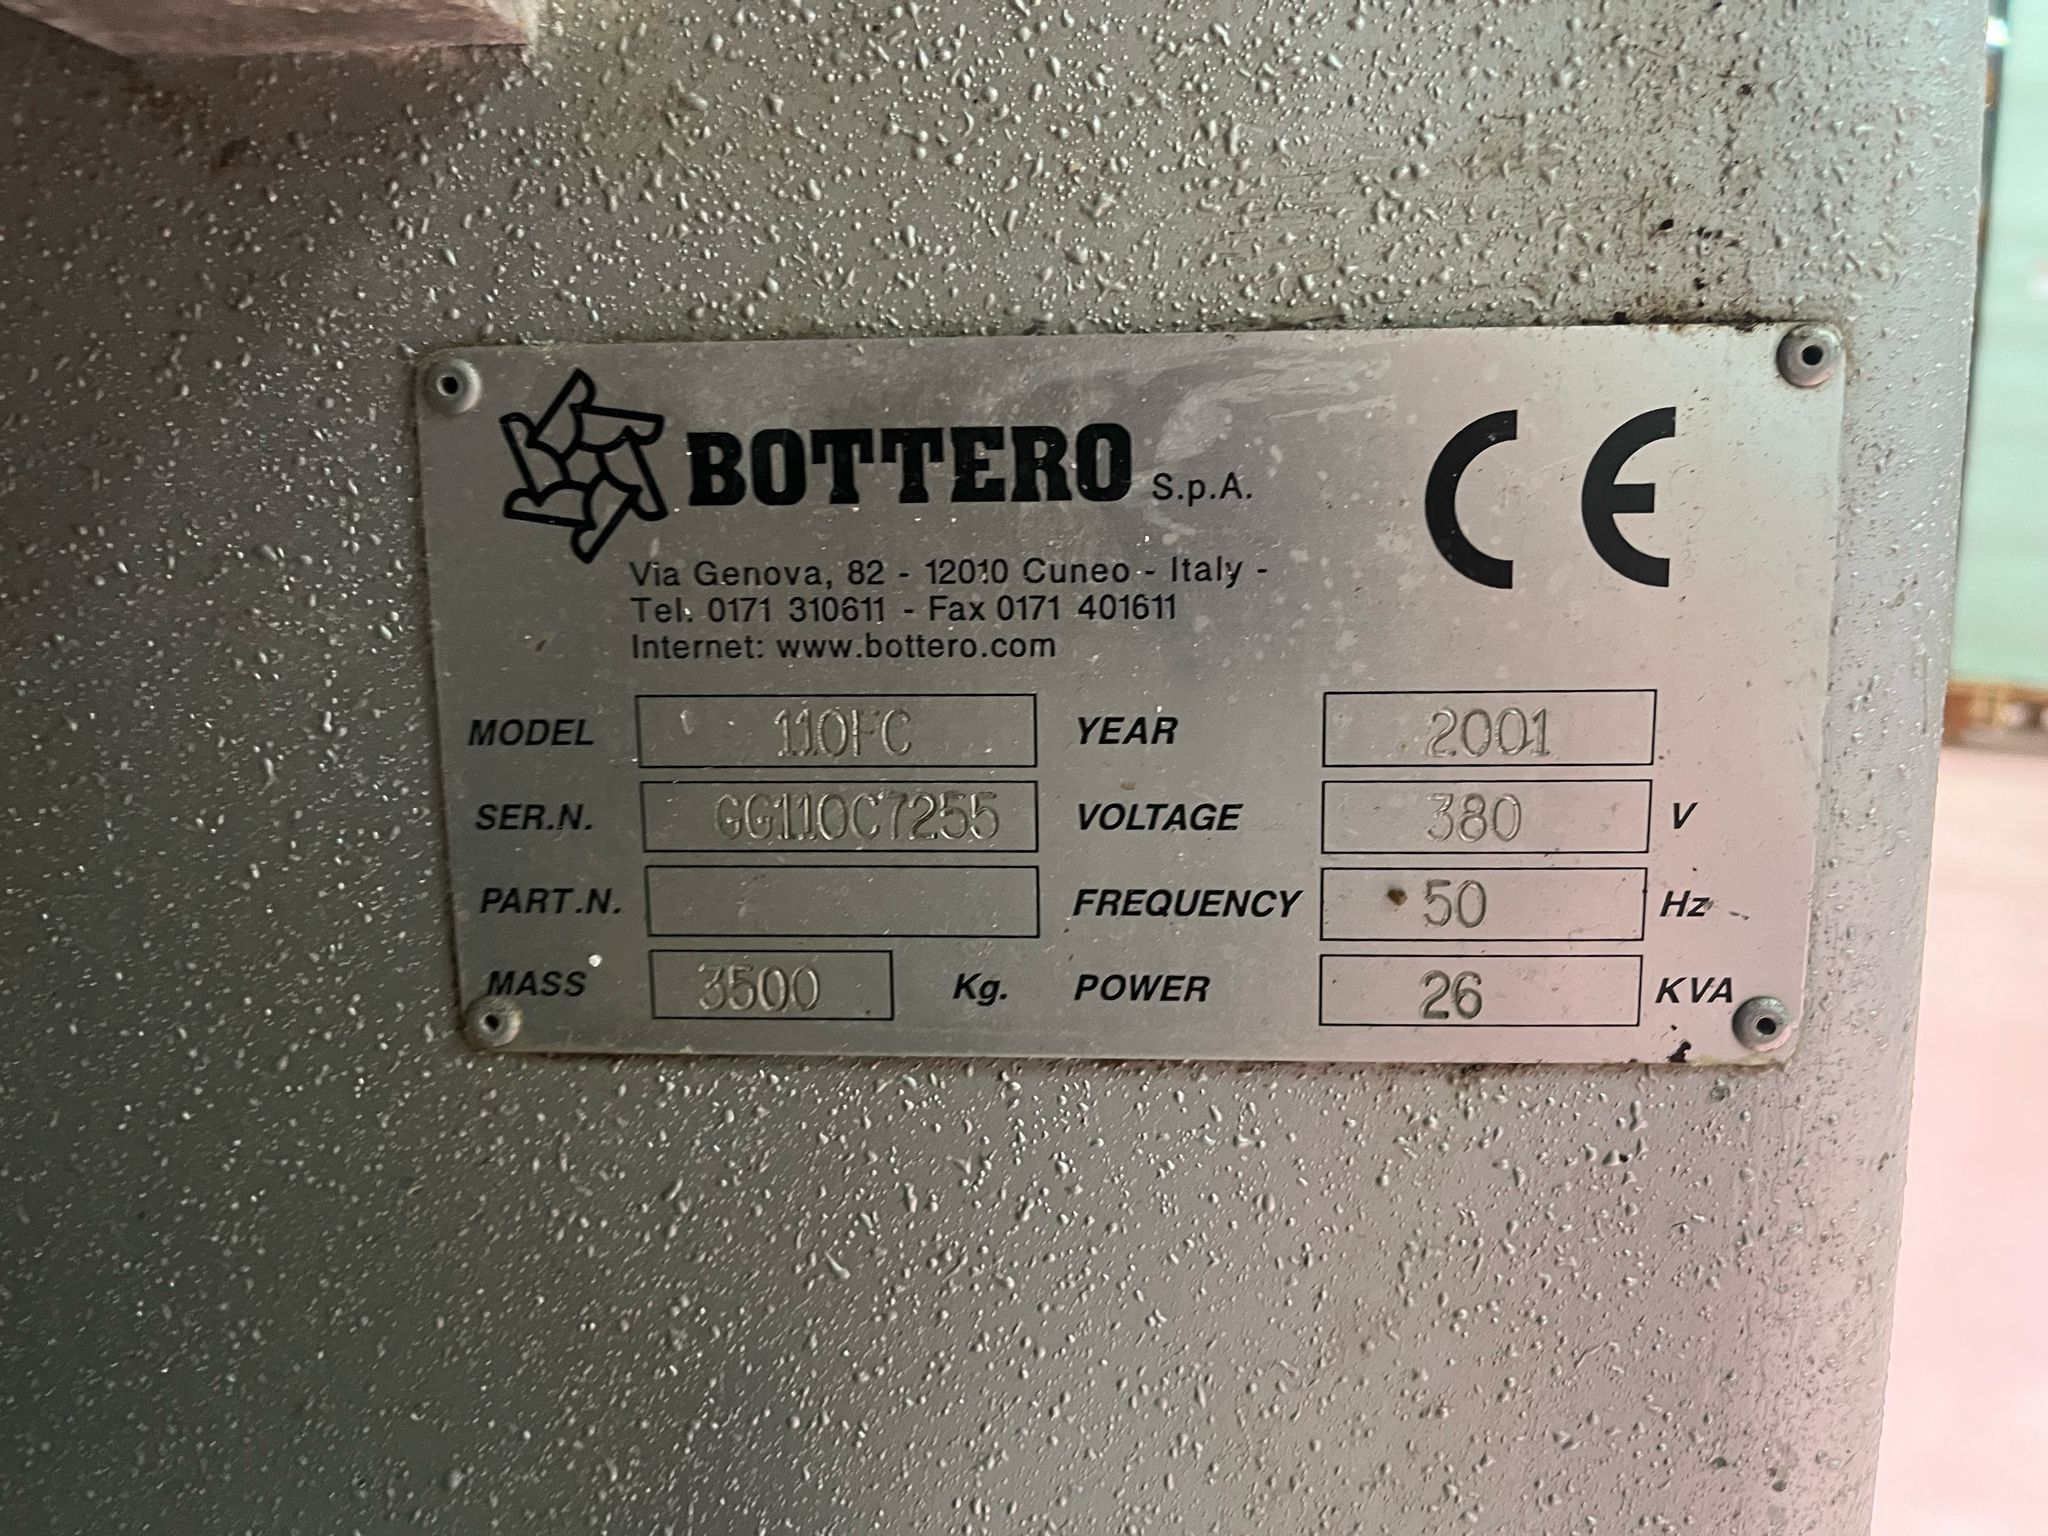 BOTTERO S.p.A.
CE
Via Genova, 82 - 12010 Cuneo - Italy -
Tel. 0171 310611 - Fax 0171 401611
Internet: www.bottero.com
MODEL 110FC YEAR 2001
SER.N. GG110C7255 VOLTAGE 380 V
PART.N. FREQUENCY 50 Hz
MASS 3500 Kg. POWER 26 KVA